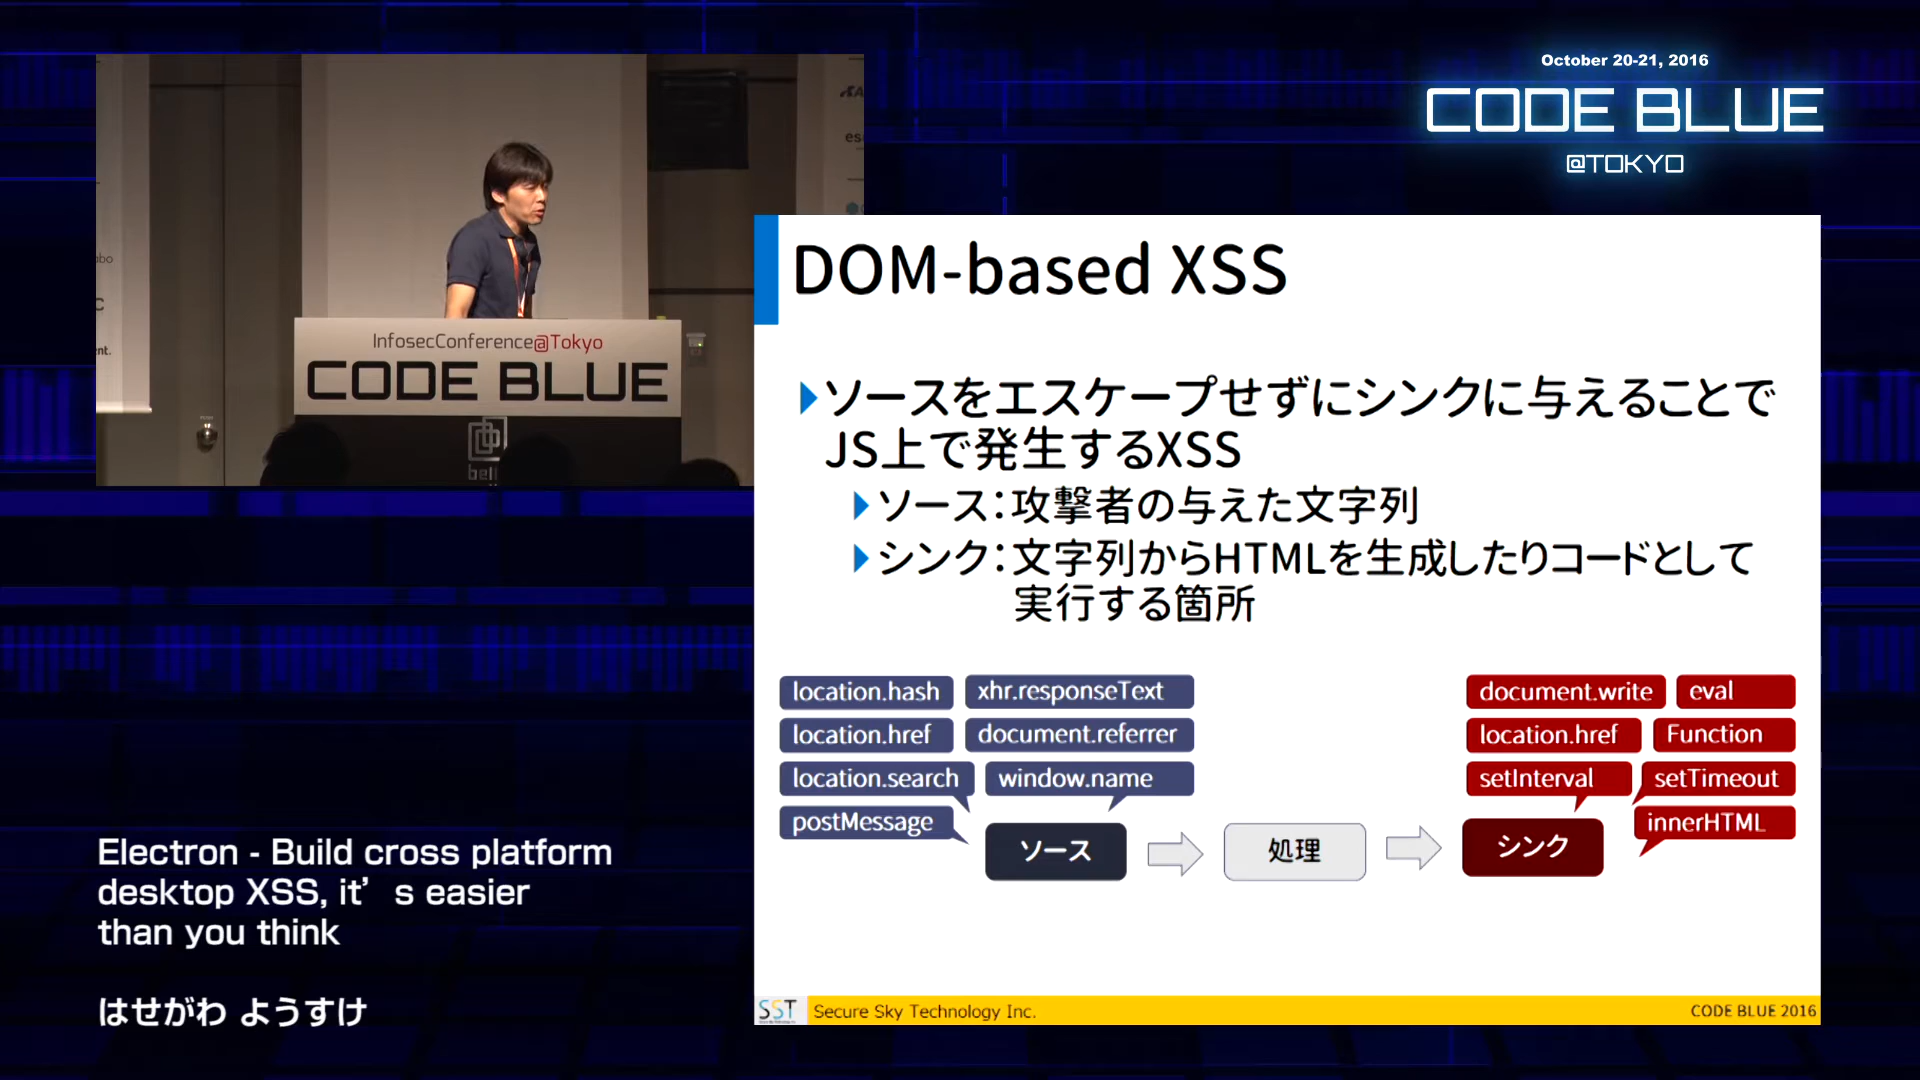 October 20-21, 2016
CODE BLUE
@TOKYO
InfosecConference@Tokyo
CODE BLUE
DOM-based XSS
ソースをエスケープせずにシンクに与えることで
JS上で発生するXSS
ソース：攻撃者の与えた文字列
シンク：文字列からHTMLを生成したりコードとして
実行する箇所
location.hash xhr.responseText
location.href document.referrer
location.search window.name
postMessage
document.write eval
location.href Function
setInterval setTimeout
innerHTML
ソース 処理 シンク
SST Secure Sky Technology Inc. CODE BLUE 2016
Electron - Build cross platform
desktop XSS, it’s easier
than you think
はせがわ ようすけ